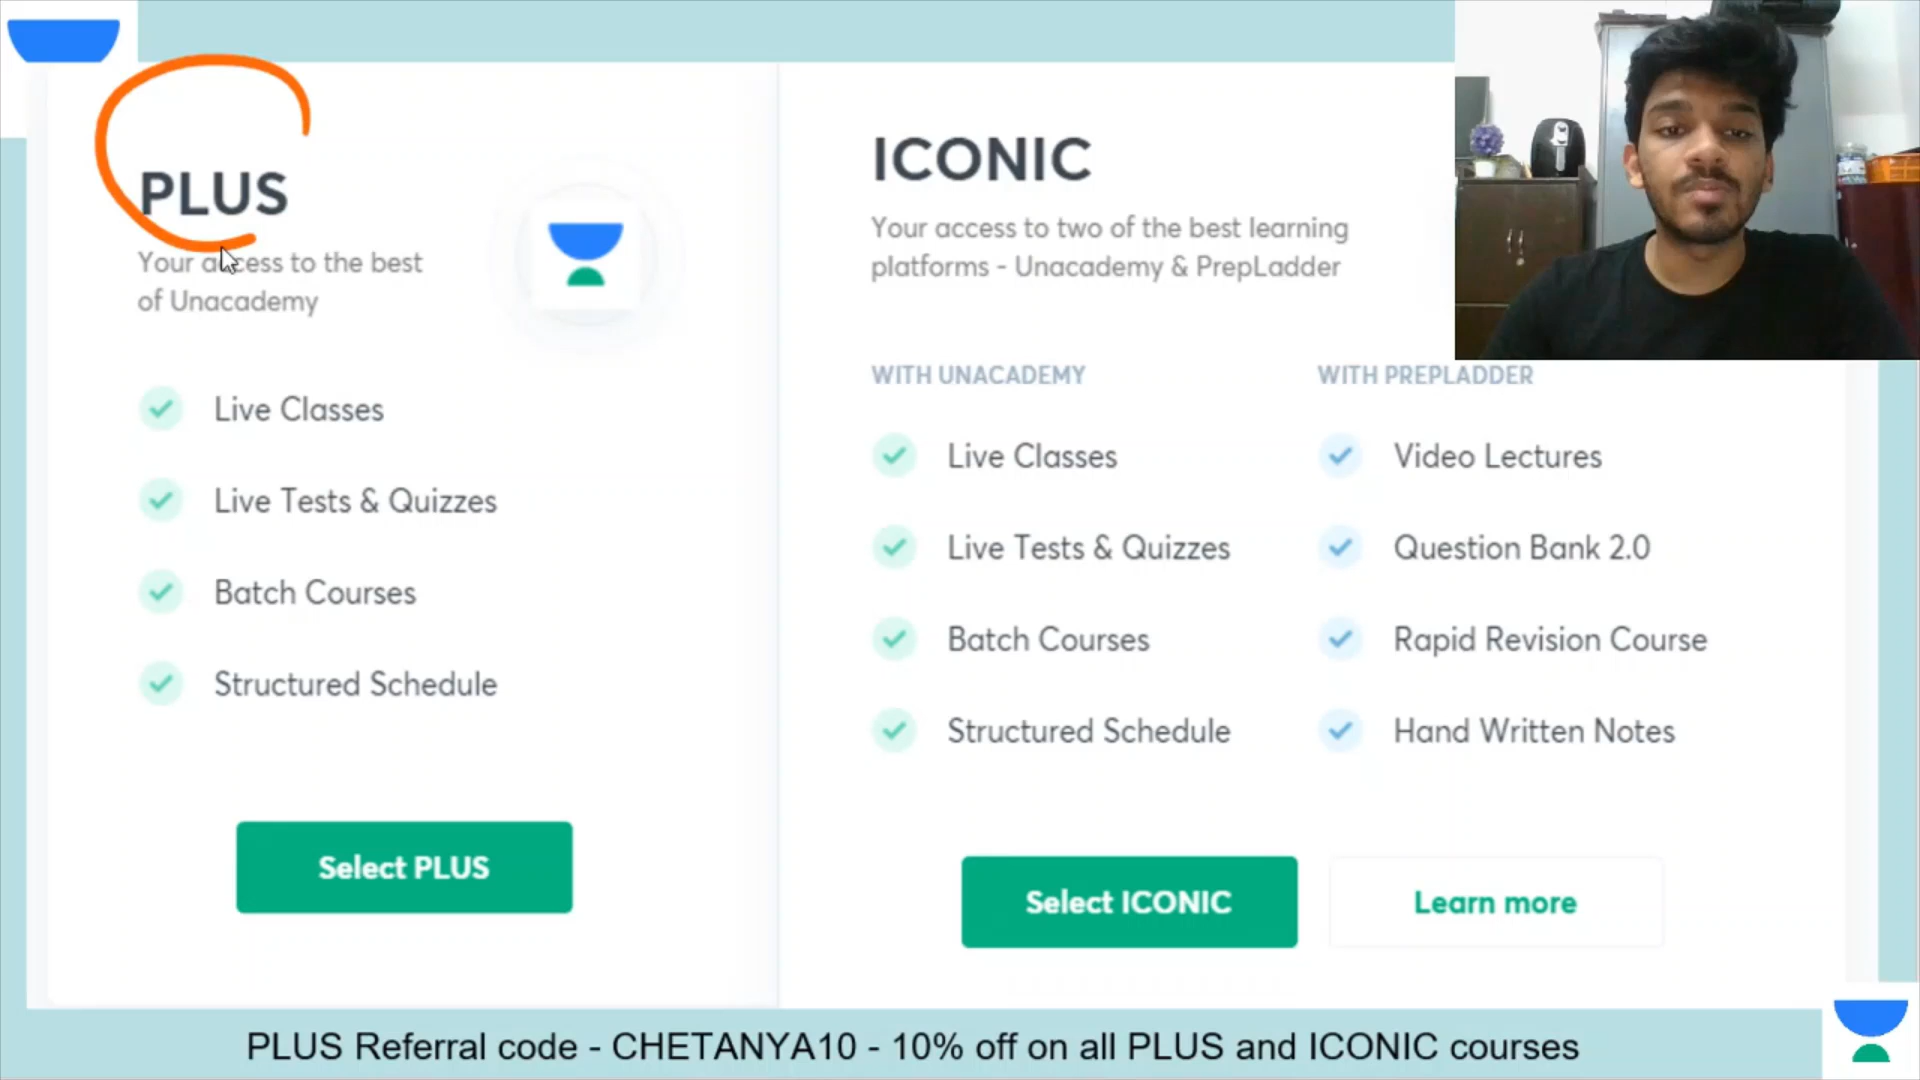 PLUS
Your access to the best
of Unacademy
Live Classes
Live Tests & Quizzes
Batch Courses
Structured Schedule
Select PLUS
ICONIC
Your access to two of the best learning
platforms - Unacademy & PrepLadder
WITH UNACADEMY
Live Classes
Live Tests & Quizzes
Batch Courses
Structured Schedule
WITH PREPLADDER
Video Lectures
Question Bank 2.0
Rapid Revision Course
Hand Written Notes
Select ICONIC
Learn more
PLUS Referral code - CHETANYA10 - 10% off on all PLUS and ICONIC courses